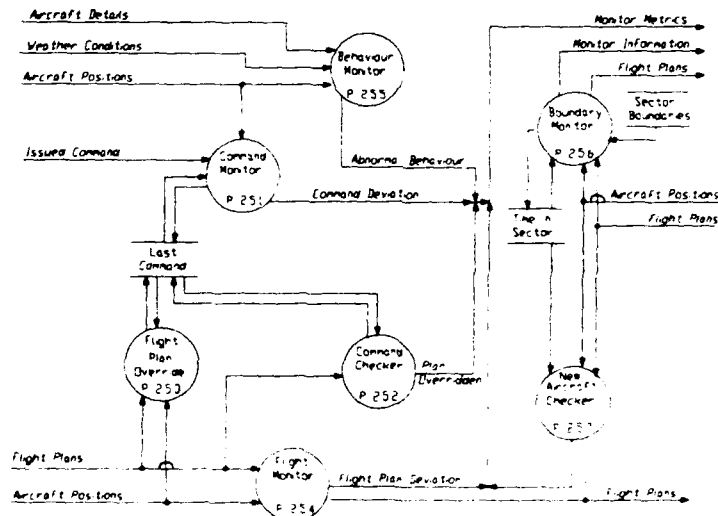 Aircraft Details
Weather Conditions
Aircraft Positions
Behaviour
Monitor
P 255
Monitor Metrics
Monitor Information
Flight Plans
Boundary
Monitor
P 256
Sector
Boundaries
Issued Command
Command
Monitor
P 251
Abnormal Behaviour
Command Deviation
Time In
Sector
Aircraft Positions
Flight Plans
Last
Command
Flight
Plan
Override
P 253
Command
Checker
P 252
Plan
Overridden
New
Aircraft
Checker
Flight Plans
Aircraft Positions
Flight
Monitor
P 254
Flight Plan Deviation
Flight Plans